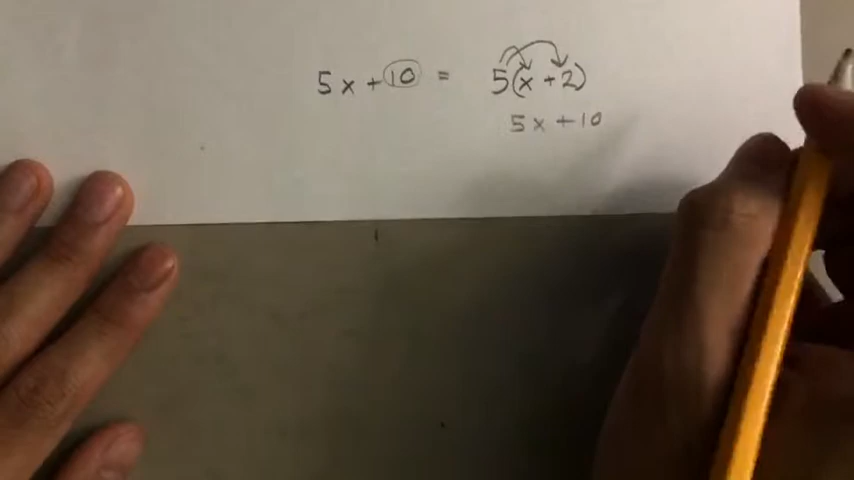 5x + 10 = 5(x + 2)
5x + 10